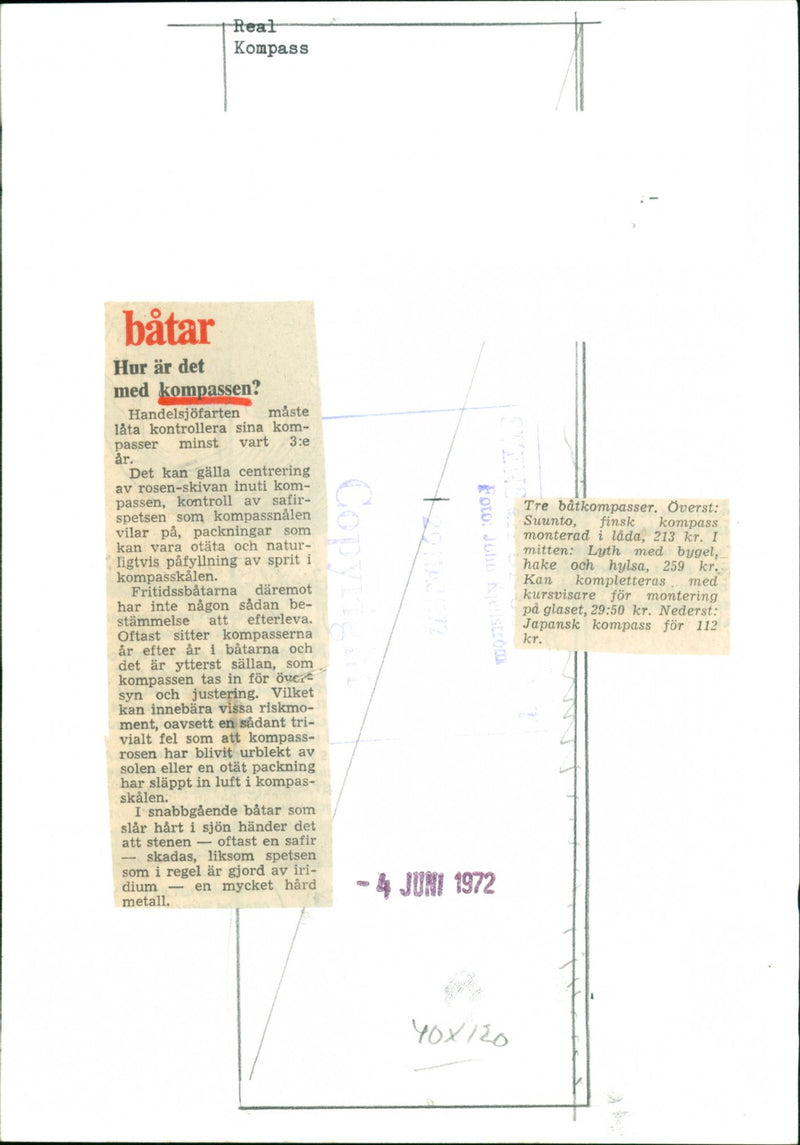 Real
Kompass
båtar
Hur är det
med kompassen?
Handelsjöfarten måste
låta kontrollera sina kom-
passer minst vart 3:e
år.
Det kan gälla centrering
av rosen-skivan inuti kom-
passen, kontroll av safir-
spetsen som kompassnålen
vilar på, packningar som
kan vara otäta och natur-
ligtvis påfyllning av sprit i
kompasskålen.
Fritidssbåtarna däremot
har inte någon sådan be-
stämmelse att efterleva.
Oftast sitter kompasserna
år efter år i båtarna och
det är ytterst sällan, som
kompassen tas in för över-
syn och justering. Vilket
kan innebära vissa riskmo-
ment, oavsett en sådant tri-
vialt fel som att kompass-
rosen har blivit urblekt av
solen eller en otät packning
har släppt in luft i kompas-
skålen.
I snabbgående båtar som
slår hårt i sjön händer det
att stenen — oftast en safir
— skadas, liksom spetsen
som i regel är gjord av iri-
dium — en mycket hård
metall.
Copyright
Foto:
Tre båtkompasser. Överst:
Suunto, finsk kompass
monterad i låda, 213 kr. I
mitten: Lyth med bygel,
hake och hylsa, 259 kr.
Kan kompletteras med
kursvisare för montering
på glaset, 29:50 kr. Nederst:
Japansk kompass för 112
kr.
- 4 JUNI 1972
40X120